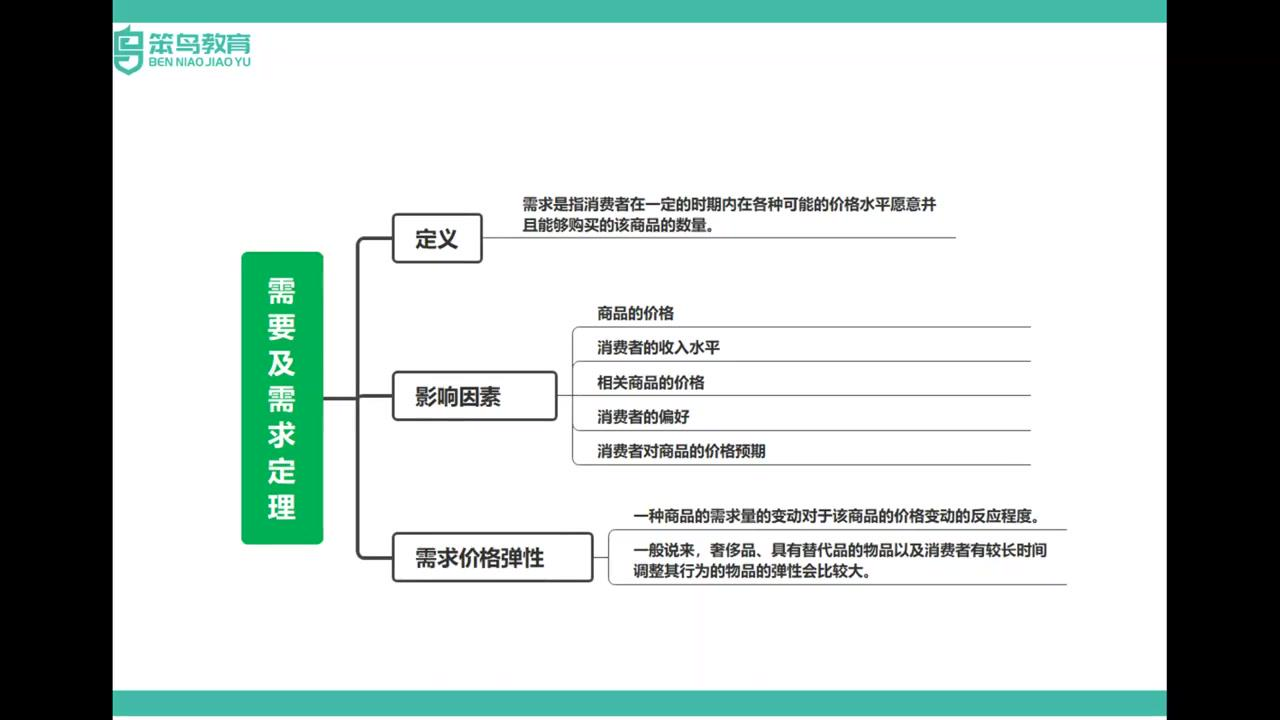 笨鸟教育
BEN NIAO JIAO YU
需要及需求定理
定义
需求是指消费者在一定的时期内在各种可能的价格水平愿意并
且能够购买的该商品的数量。
影响因素
商品的价格
消费者的收入水平
相关商品的价格
消费者的偏好
消费者对商品的价格预期
需求价格弹性
一种商品的需求量的变动对于该商品的价格变动的反应程度。
一般说来，奢侈品、具有替代品的物品以及消费者有较长时间
调整其行为的物品的弹性会比较大。